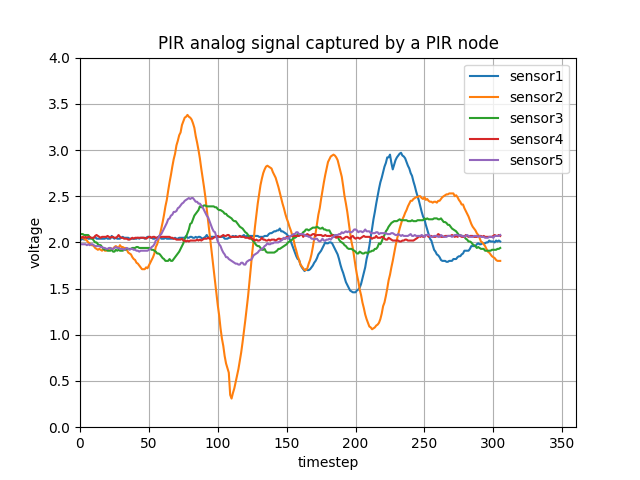 PIR analog signal captured by a PIR node
4.0
3.5
3.0
2.5
2.0
1.5
1.0
0.5
0.0
voltage
sensor1
sensor2
sensor3
sensor4
sensor5
0 50 100 150 200 250 300 350
timestep